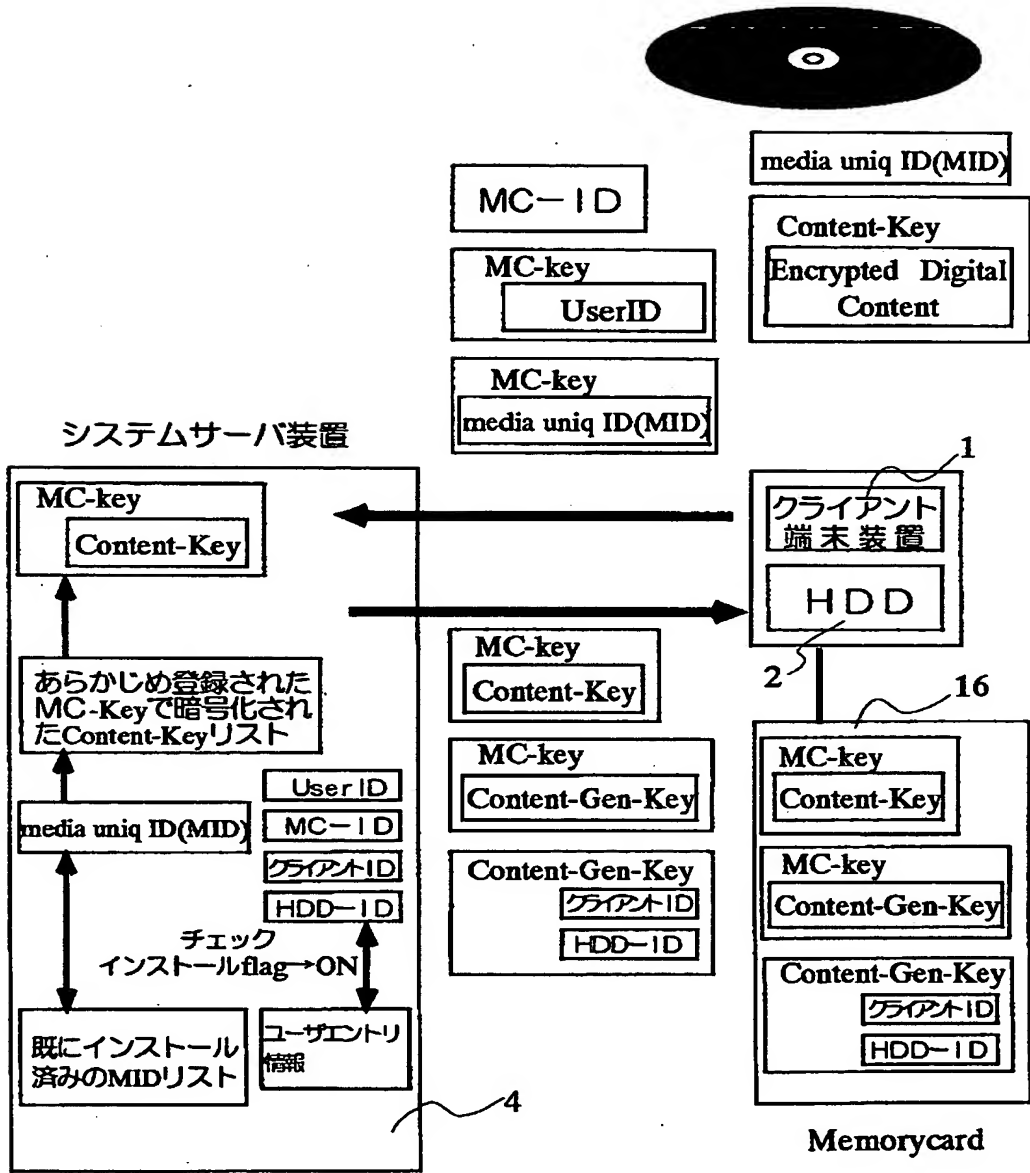 media uniq ID(MID)
MC-ID
Content-Key
Encrypted Digital
Content
MC-key
UserID
MC-key
media uniq ID(MID)
システムサーバ装置
MC-key
Content-Key
あらかじめ登録された
MC-Keyで暗号化され
たContent-Keyリスト
media uniq ID(MID)
User ID
MC-ID
クライアントID
HDD-ID
チェック
インストールflag→ON
既にインストール
済みのMIDリスト
ユーザエントリ
情報
4
1
クライアント
端末装置
HDD
2
MC-key
Content-Key
MC-key
Content-Gen-Key
Content-Gen-Key
クライアントID
HDD-ID
16
MC-key
Content-Key
MC-key
Content-Gen-Key
Content-Gen-Key
クライアントID
HDD-ID
Memorycard